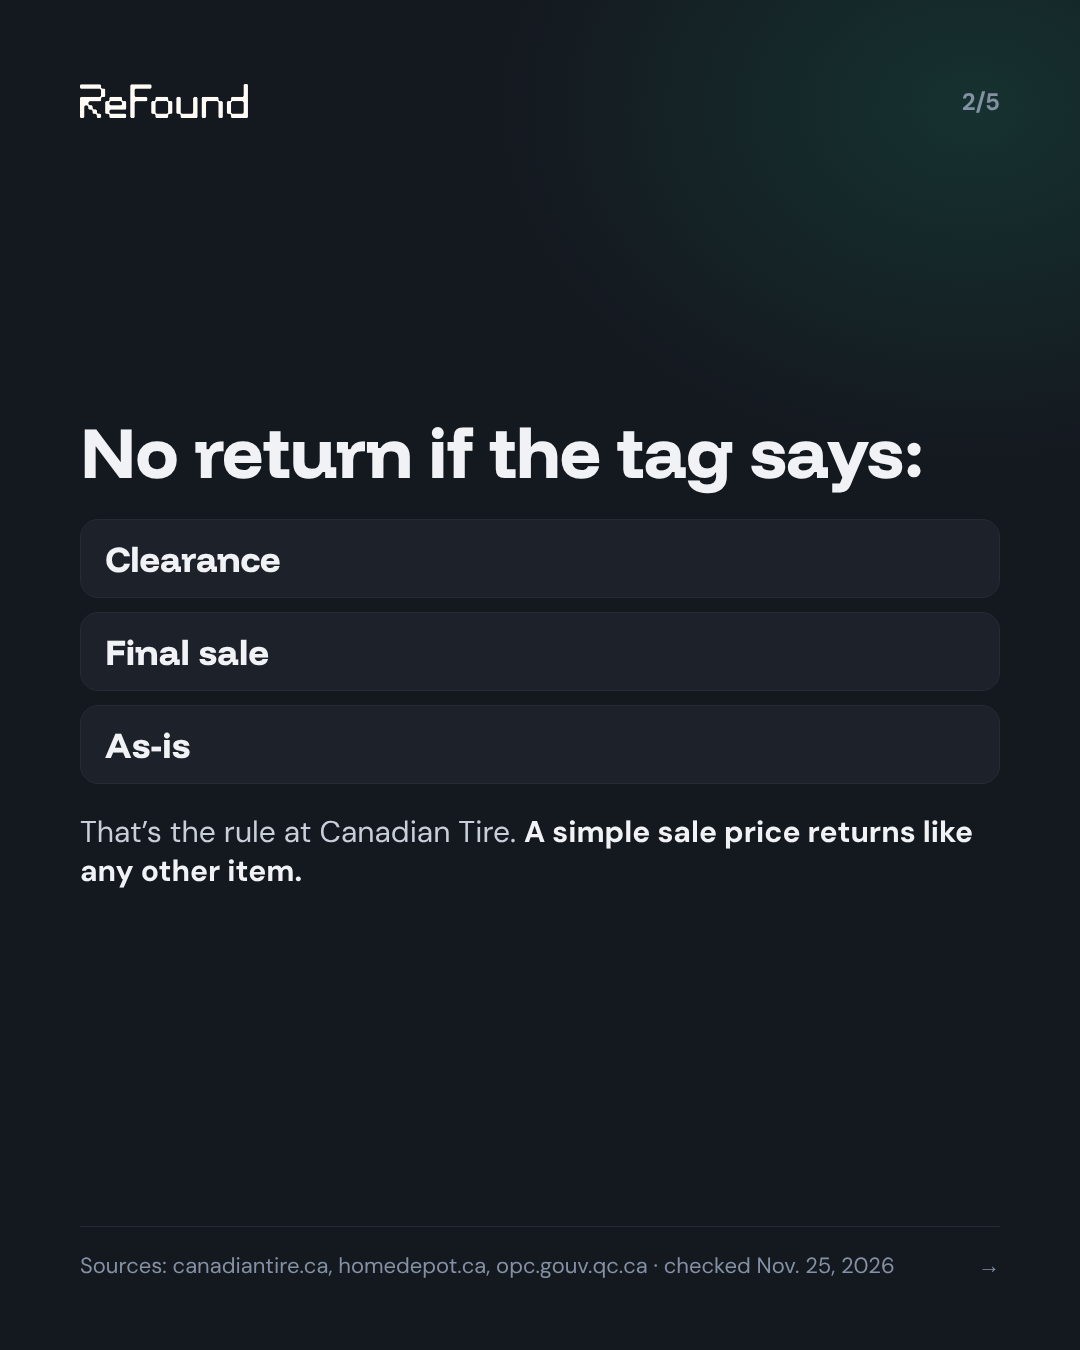 ReFound
2/5
No return if the tag says:
Clearance
Final sale
As-is
That’s the rule at Canadian Tire. A simple sale price returns like
any other item.
Sources: canadiantire.ca, homedepot.ca, opc.gouv.qc.ca · checked Nov. 25, 2026 →